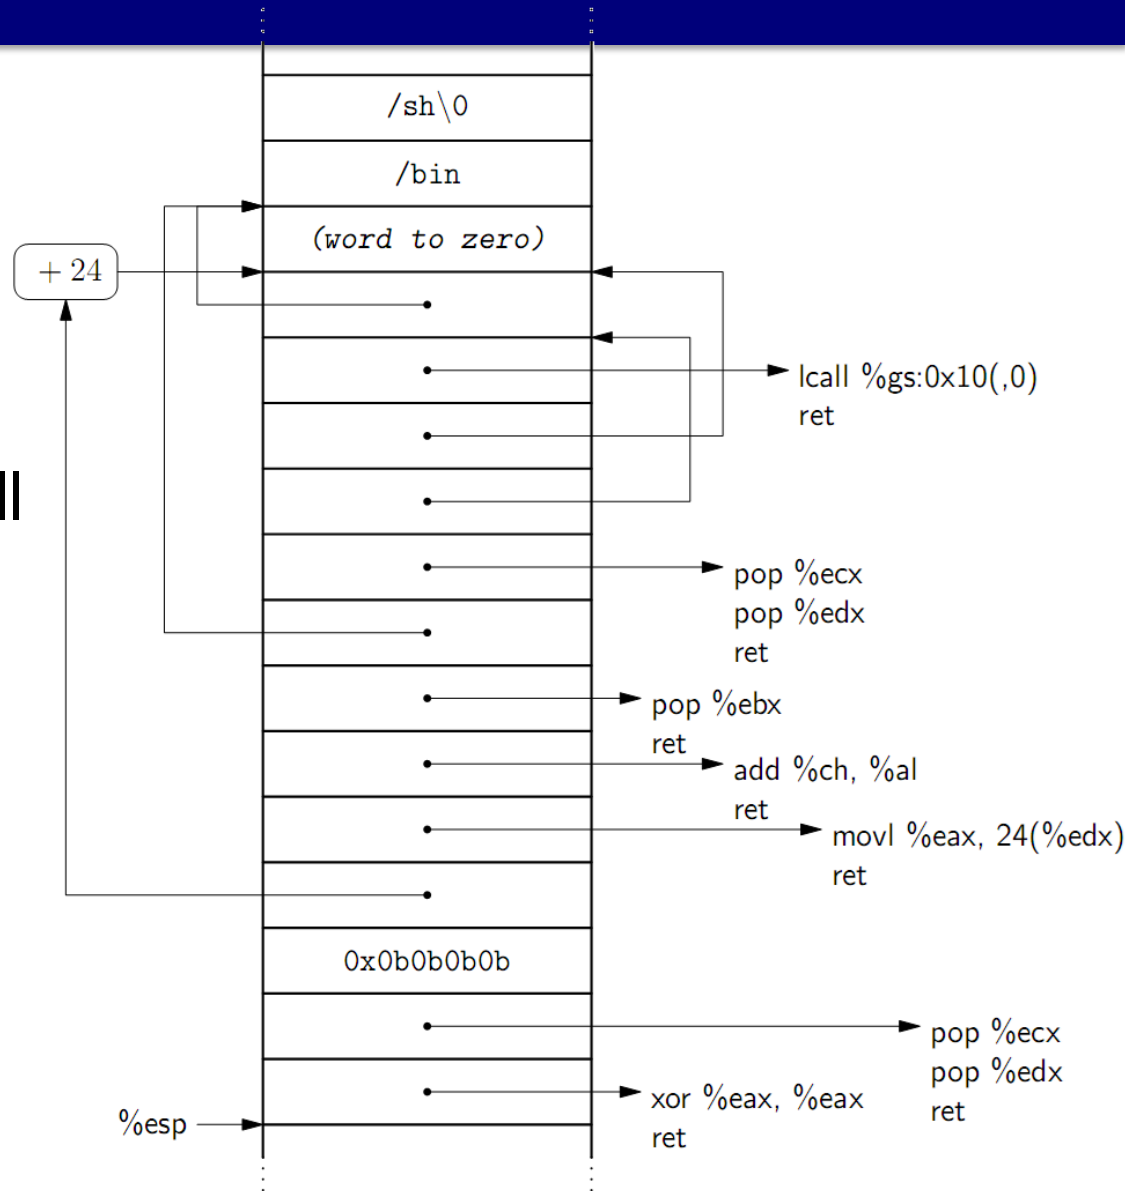 /sh\0
/bin
(word to zero)
+ 24
lcall %gs:0x10(,0)
ret
ll
pop %ecx
pop %edx
ret
pop %ebx
ret
add %ch, %al
ret
movl %eax, 24(%edx)
ret
0x0b0b0b0b
pop %ecx
pop %edx
ret
xor %eax, %eax
ret
%esp